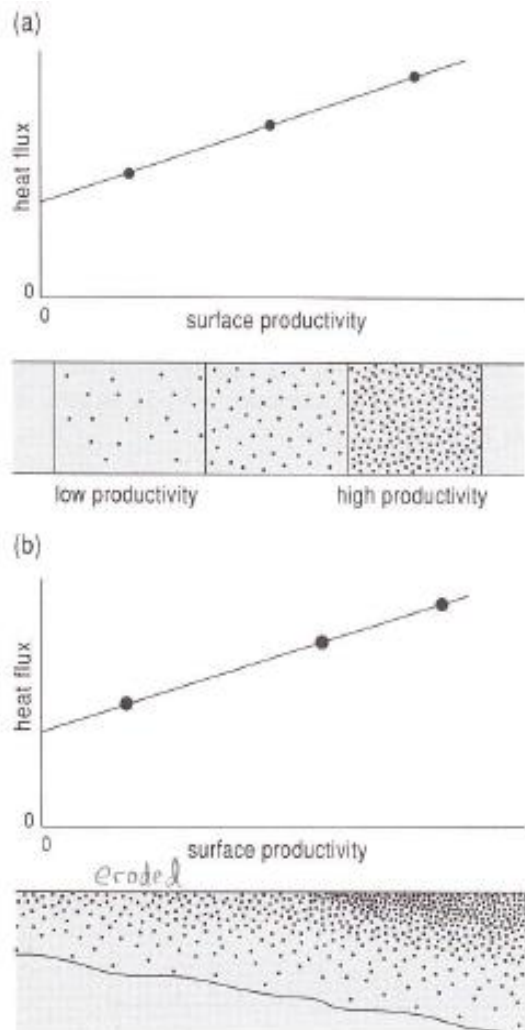 (a)
heat flux
0
0
surface productivity
low productivity
high productivity
(b)
heat flux
0
0
surface productivity
eroded